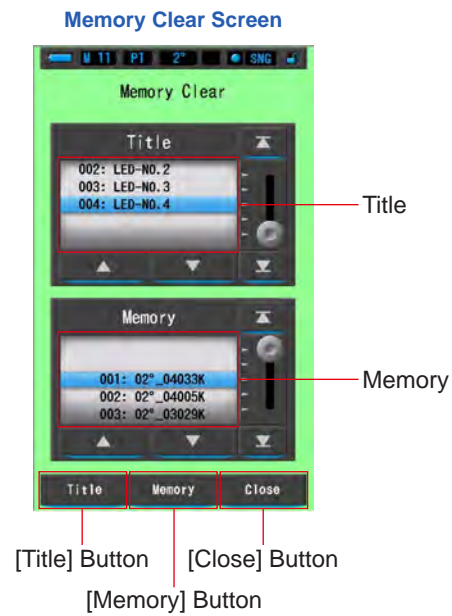 Memory Clear Screen
M 11 P1 2° SNG
Memory Clear
Title
002: LED-NO.2
003: LED-NO.3
004: LED-NO.4
Title
Memory
001: 02°_04033K
002: 02°_04005K
003: 02°_03029K
Memory
Title Memory Close
[Title] Button [Close] Button
[Memory] Button